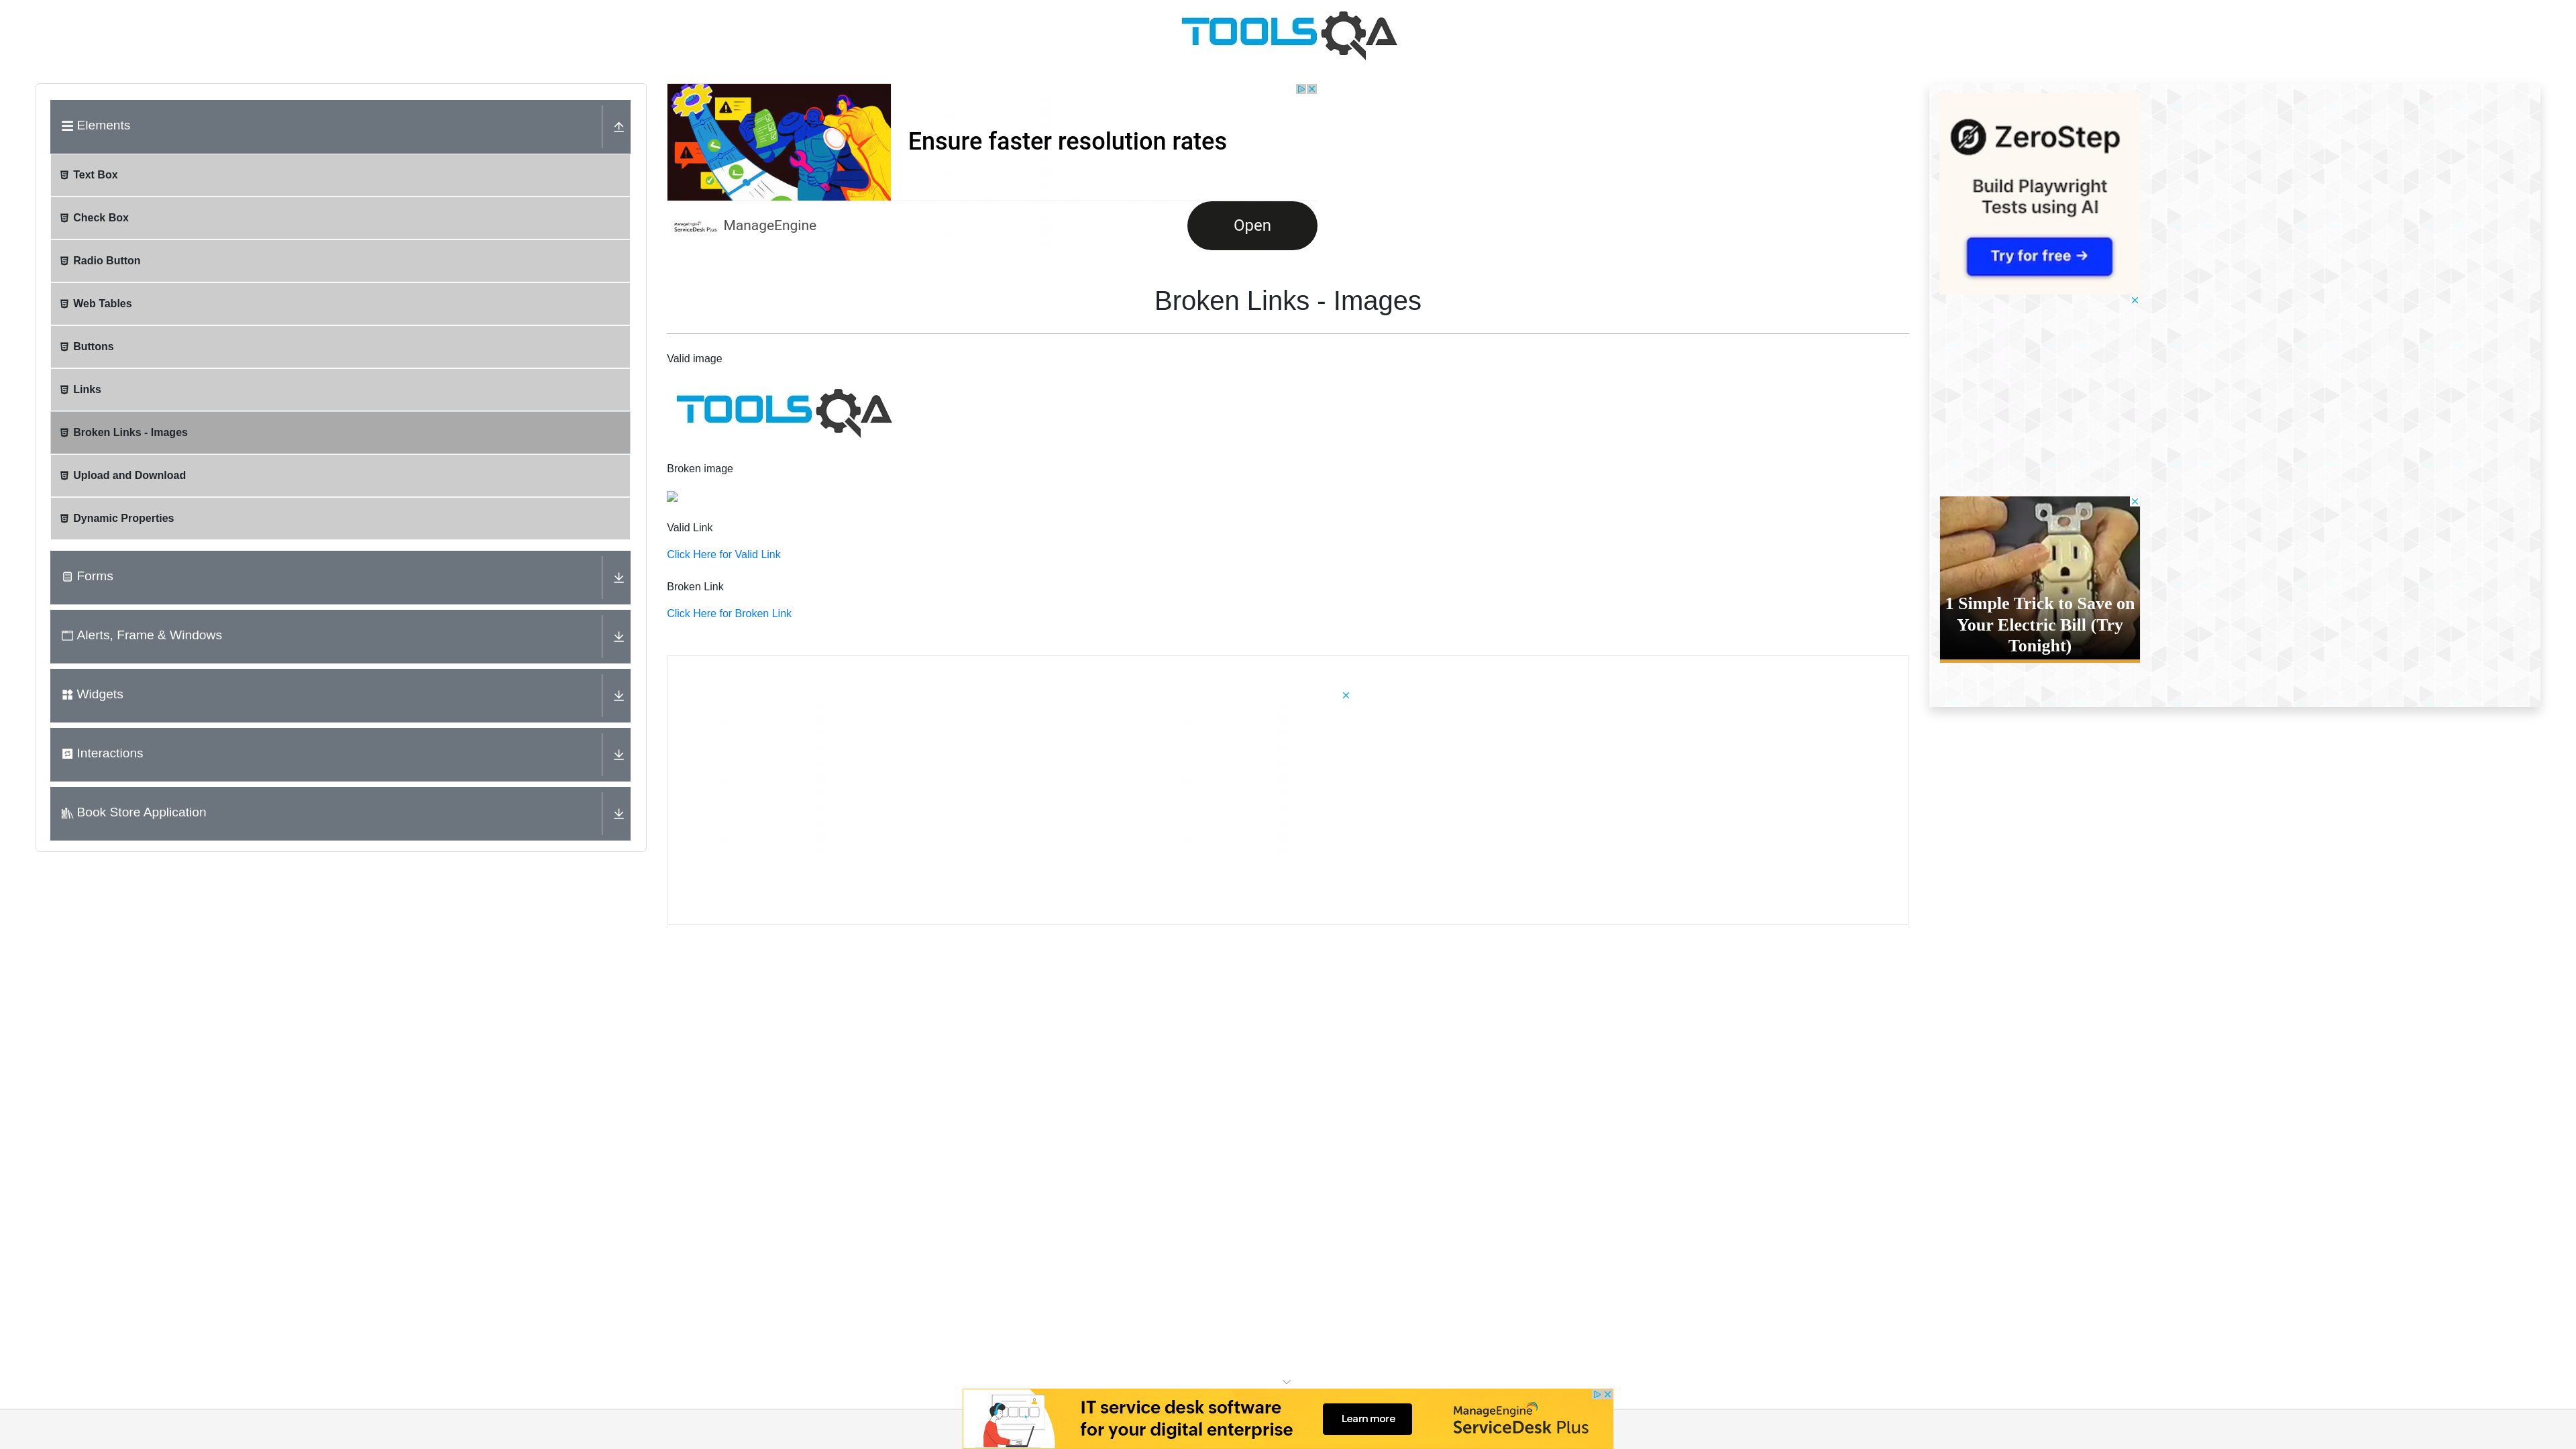 TOOLSQA
Elements
Text Box
Check Box
Radio Button
Web Tables
Buttons
Links
Broken Links - Images
Upload and Download
Dynamic Properties
Forms
Alerts, Frame & Windows
Widgets
Interactions
Book Store Application
Ensure faster resolution rates
ManageEngine
ServiceDesk Plus
ManageEngine
Open
Broken Links - Images
Valid image
TOOLSQA
Broken image
Valid Link
Click Here for Valid Link
Broken Link
Click Here for Broken Link
ZeroStep
Build Playwright
Tests using AI
Try for free →
1 Simple Trick to Save on
Your Electric Bill (Try
Tonight)
IT service desk software
for your digital enterprise
Learn more
ManageEngine
ServiceDesk Plus